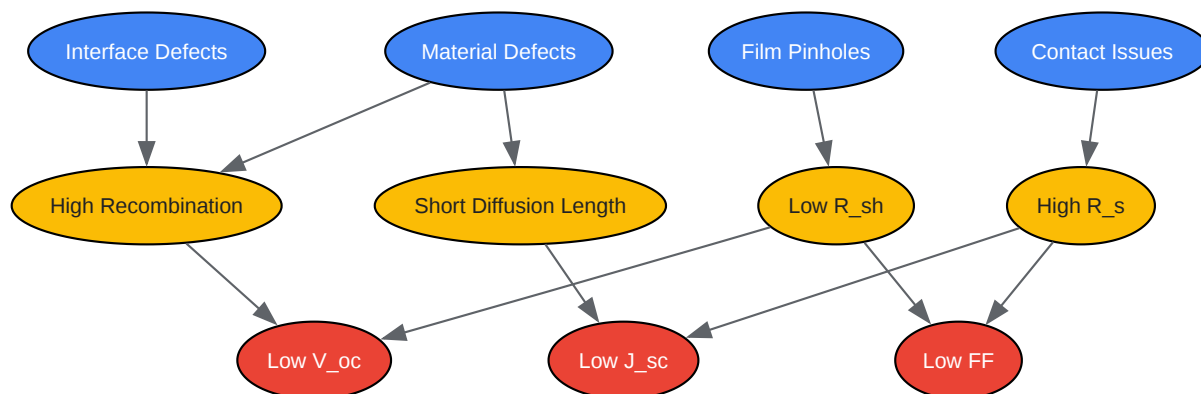 Interface Defects
Material Defects
Film Pinholes
Contact Issues
High Recombination
Short Diffusion Length
Low R_sh
High R_s
Low V_oc
Low J_sc
Low FF